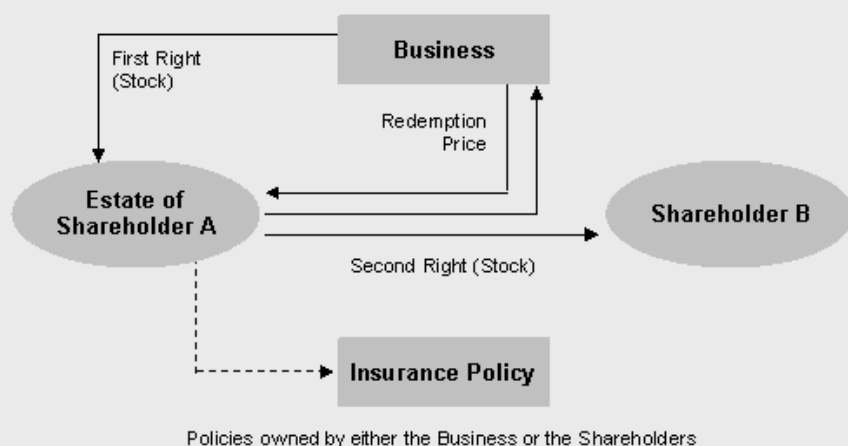 Business
First Right
(Stock)
Redemption
Price
Estate of
Shareholder A
Shareholder B
Second Right (Stock)
Insurance Policy
Policies owned by either the Business or the Shareholders